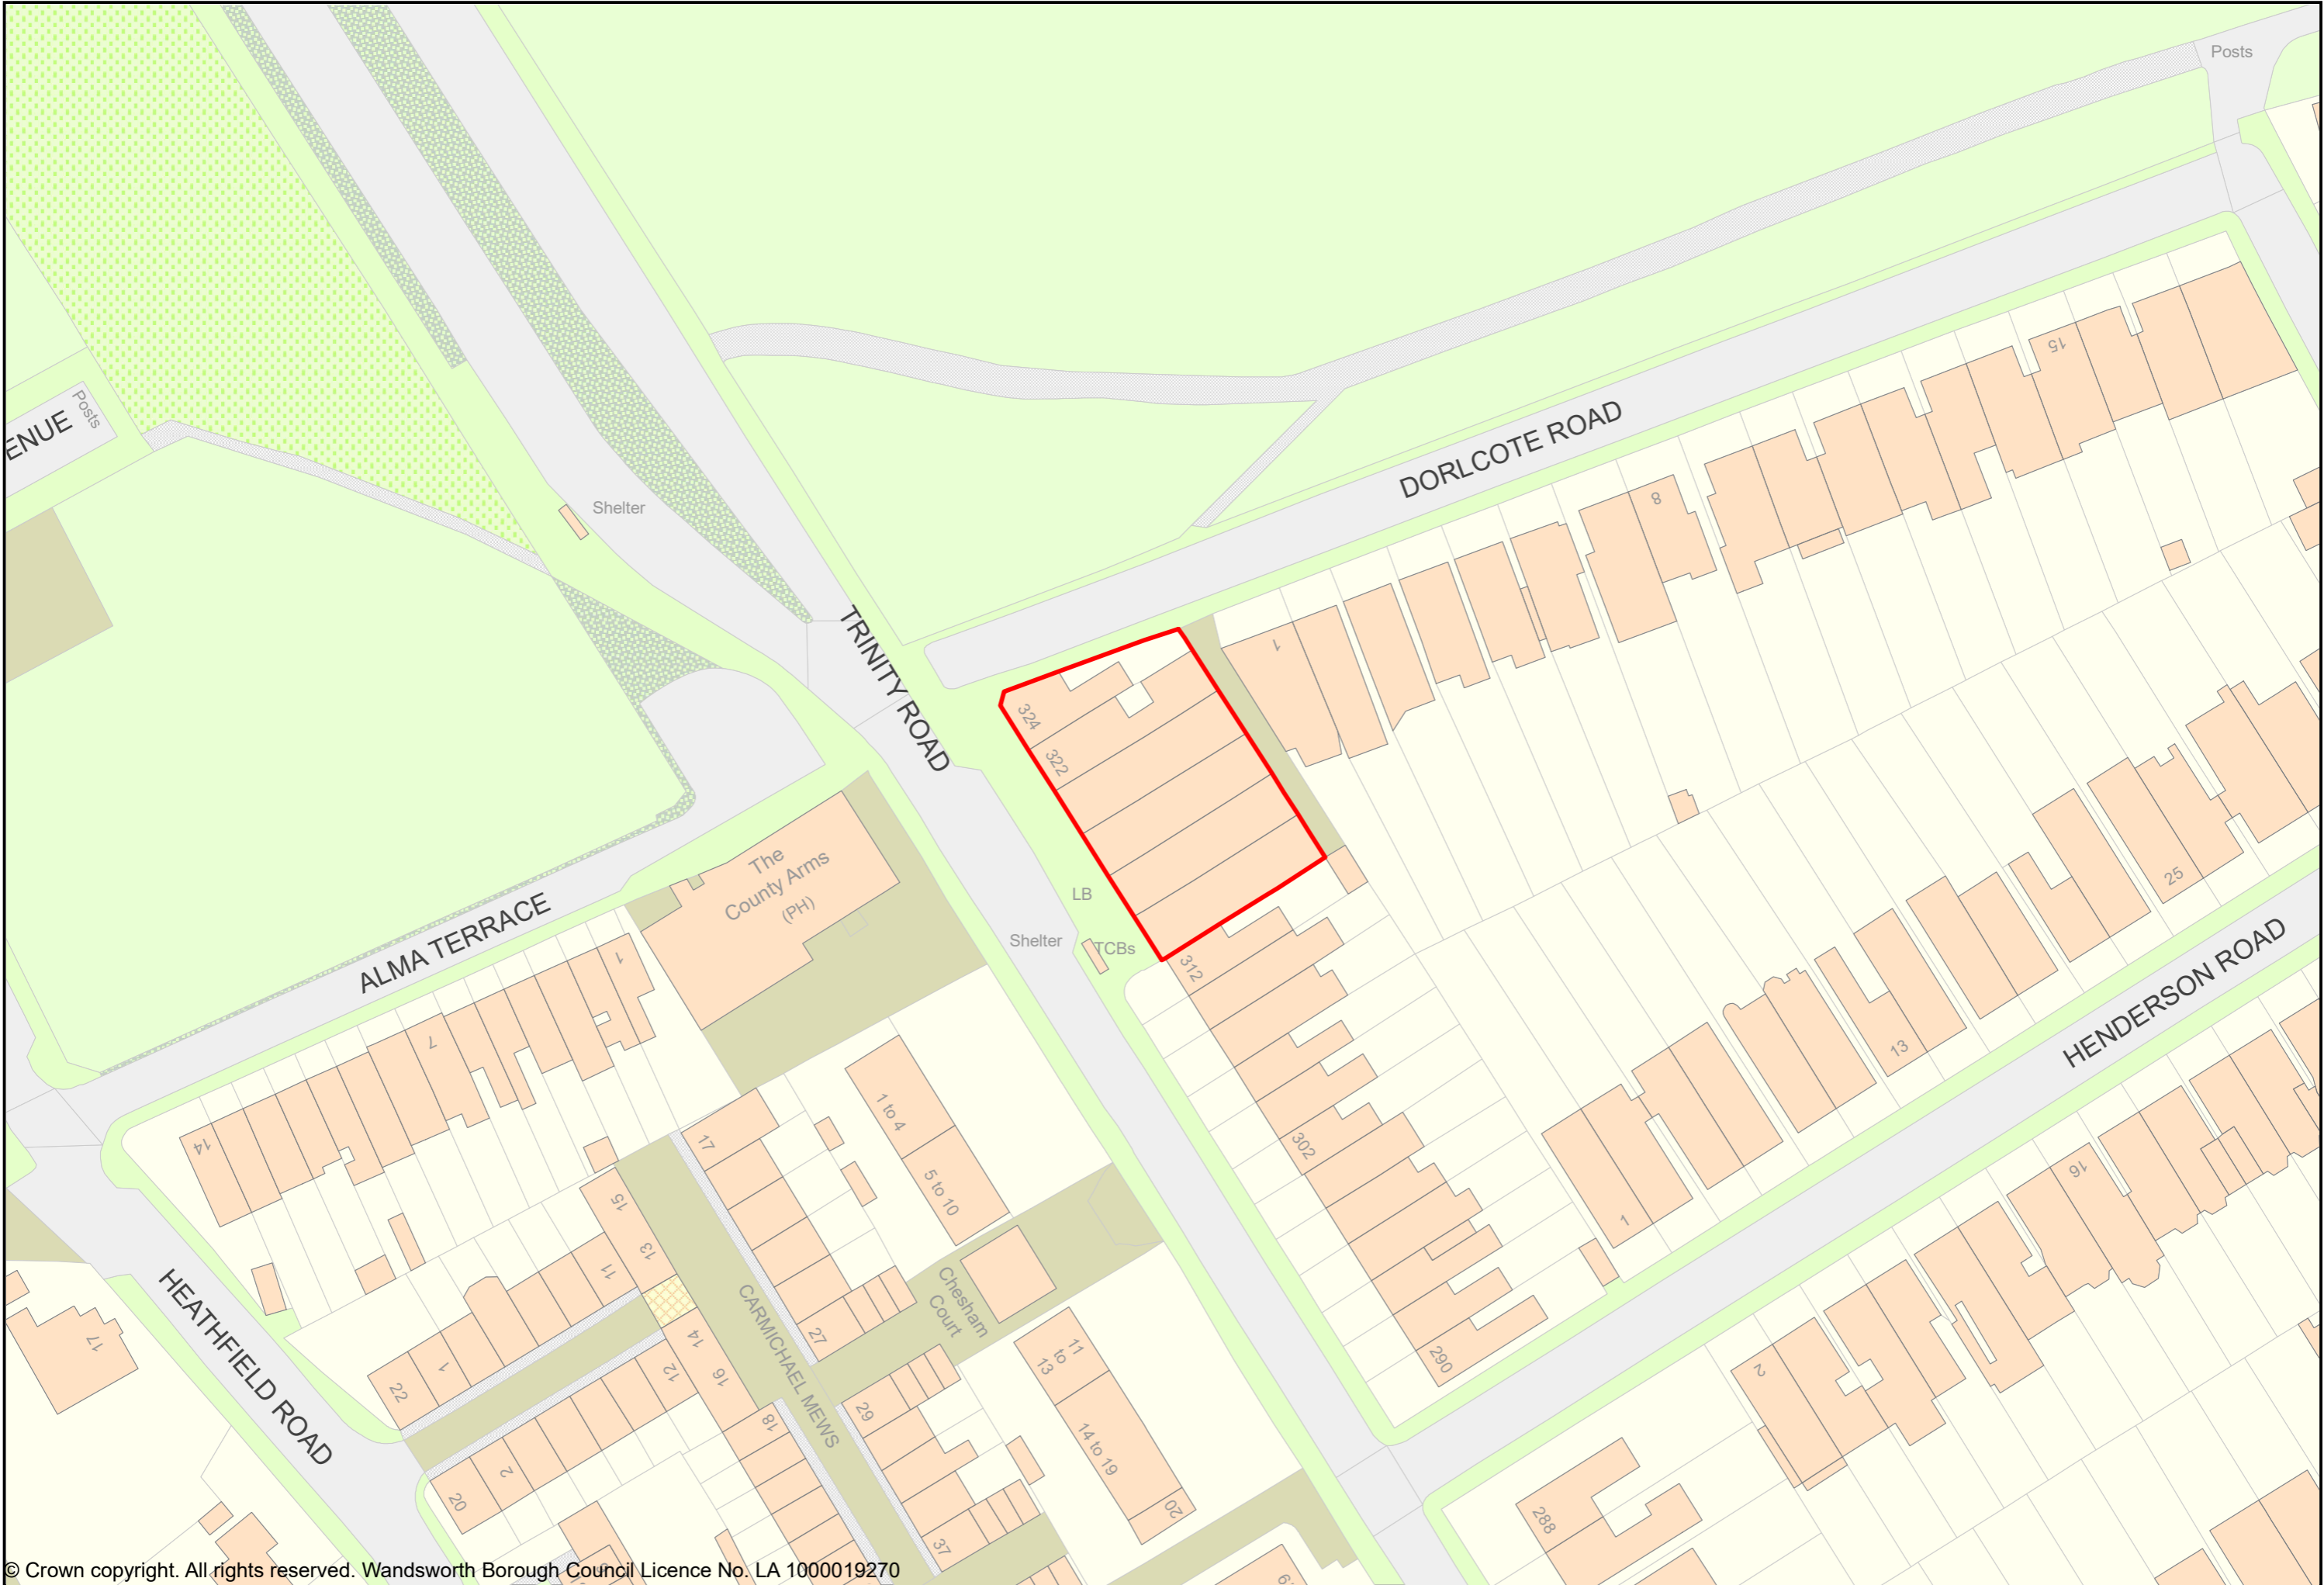 Posts
ENUE
Posts
Shelter
DORLCOTE ROAD
15
8
1
TRINITY ROAD
324
322
The
County Arms
(PH)
LB
Shelter
TCBs
312
ALMA TERRACE
1
7
14
25
HENDERSON ROAD
13
1
302
290
16
2
288
1 to 4
5 to 10
17
15
13
11
1
22
27
Chesham
Court
CARMICHAEL MEWS
14
16
12
18
29
11
to
13
14 to 19
20
37
2
20
17
HEATHFIELD ROAD
© Crown copyright. All rights reserved. Wandsworth Borough Council Licence No. LA 1000019270